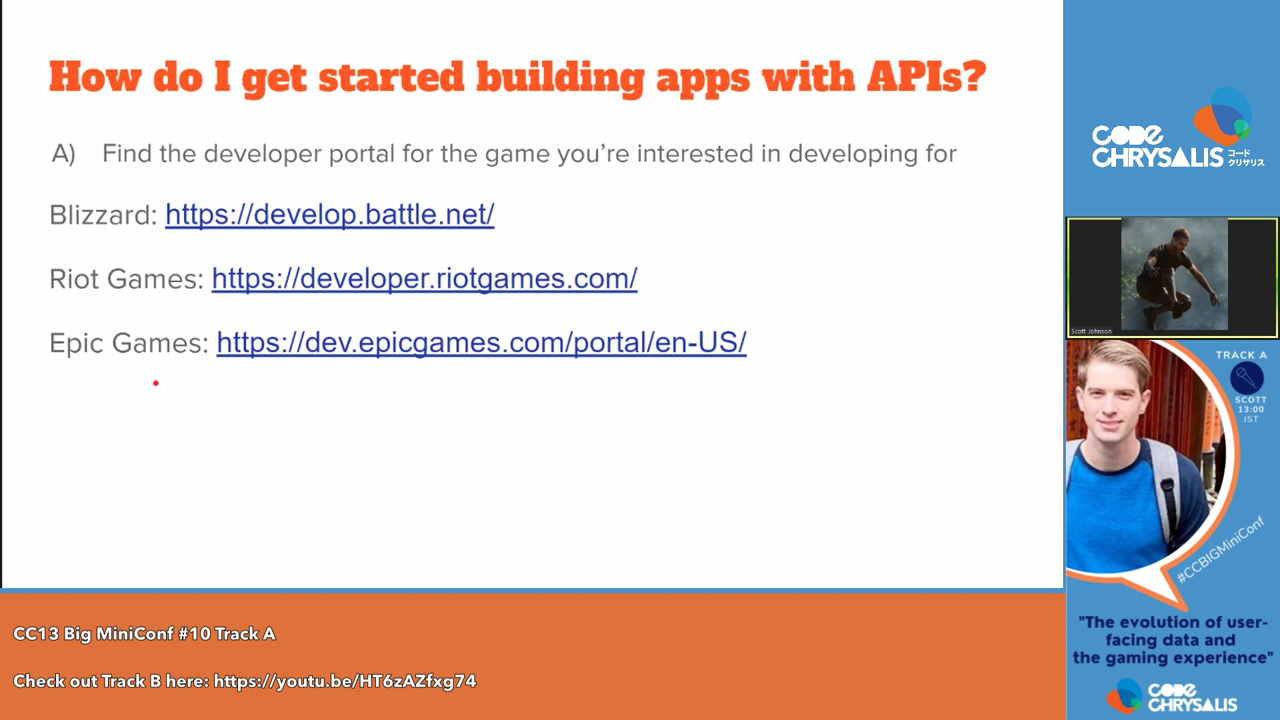 How do I get started building apps with APIs?
A) Find the developer portal for the game you're interested in developing for
Blizzard: https://develop.battle.net/
Riot Games: https://developer.riotgames.com/
Epic Games: https://dev.epicgames.com/portal/en-US/
CODE
CHRYSALIS
コード
クリサリス
Scott Johnson
TRACK A
SCOTT
13:00
JST
#CCBIGMiniConf
"The evolution of user-
facing data and
the gaming experience"
CODE
CHRYSALIS
CC13 Big MiniConf #10 Track A
Check out Track B here: https://youtu.be/HT6zAZfxg74